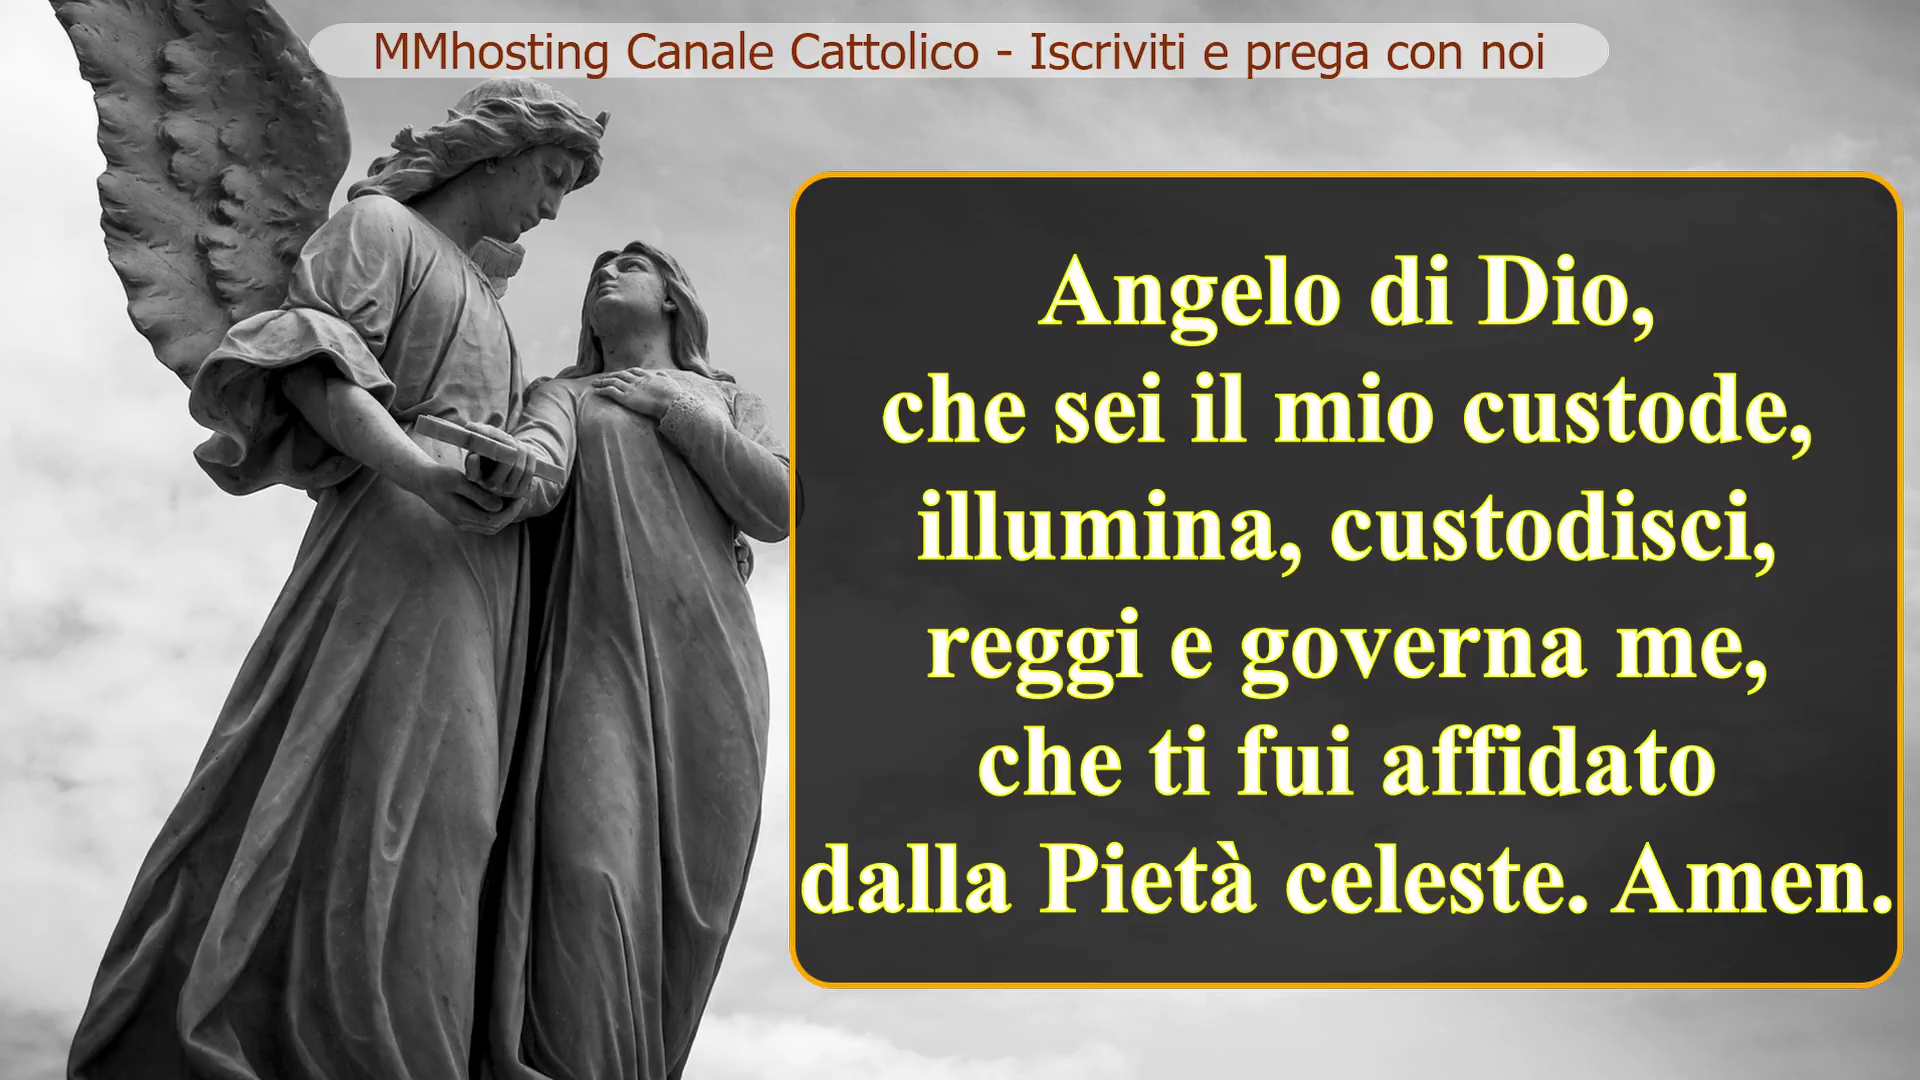 MMhosting Canale Cattolico - Iscriviti e prega con noi
Angelo di Dio,
che sei il mio custode,
illumina, custodisci,
reggi e governa me,
che ti fui affidato
dalla Pietà celeste. Amen.